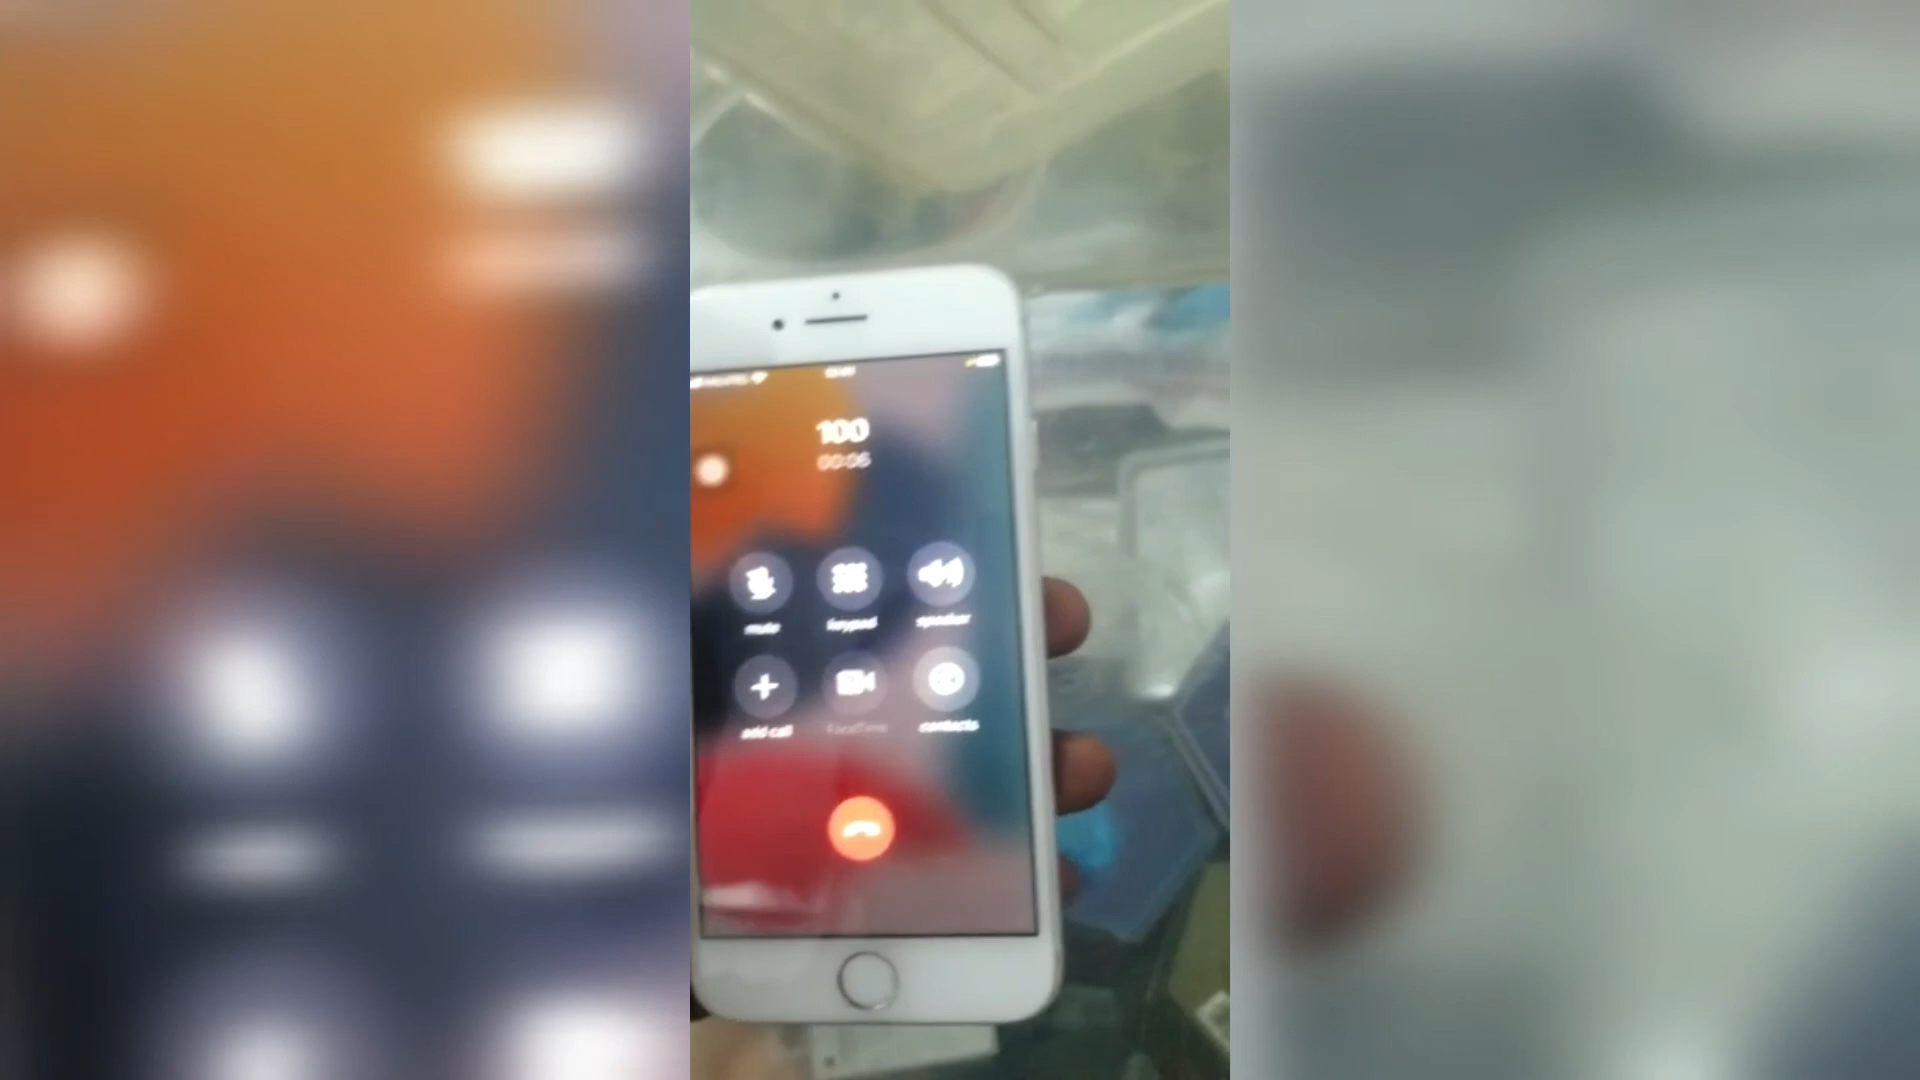 100
00:06
mute
keypad
speaker
add call
FaceTime
contacts